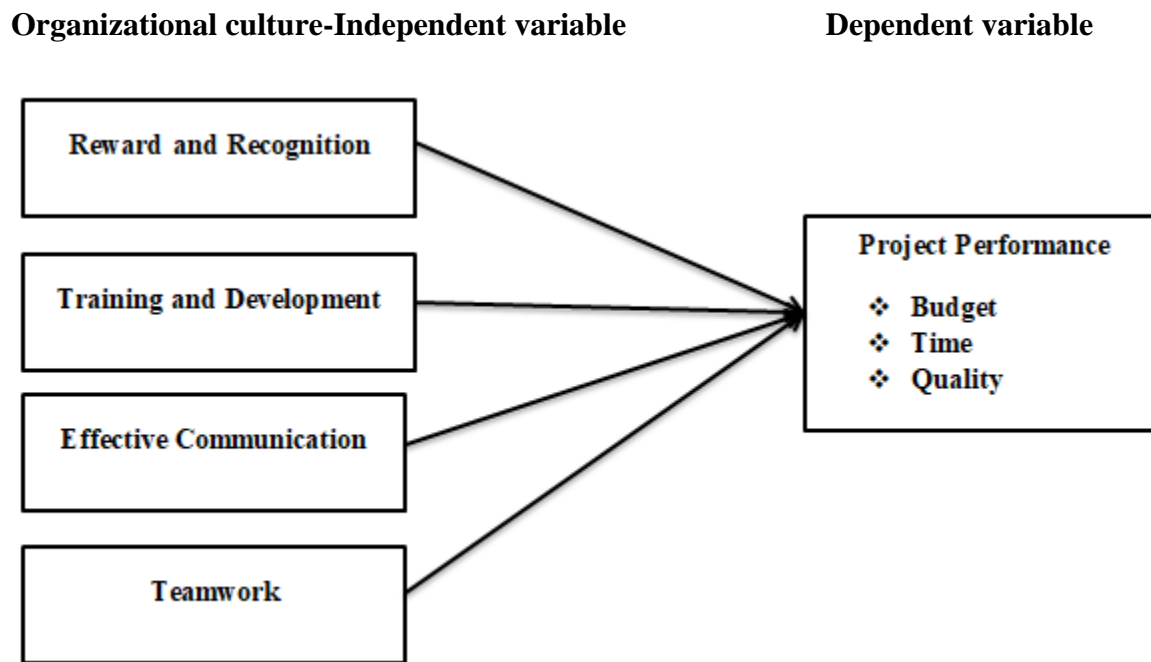 Organizational culture-Independent variable
Dependent variable
Reward and Recognition
Training and Development
Effective Communication
Teamwork
Project Performance
❖ Budget
❖ Time
❖ Quality